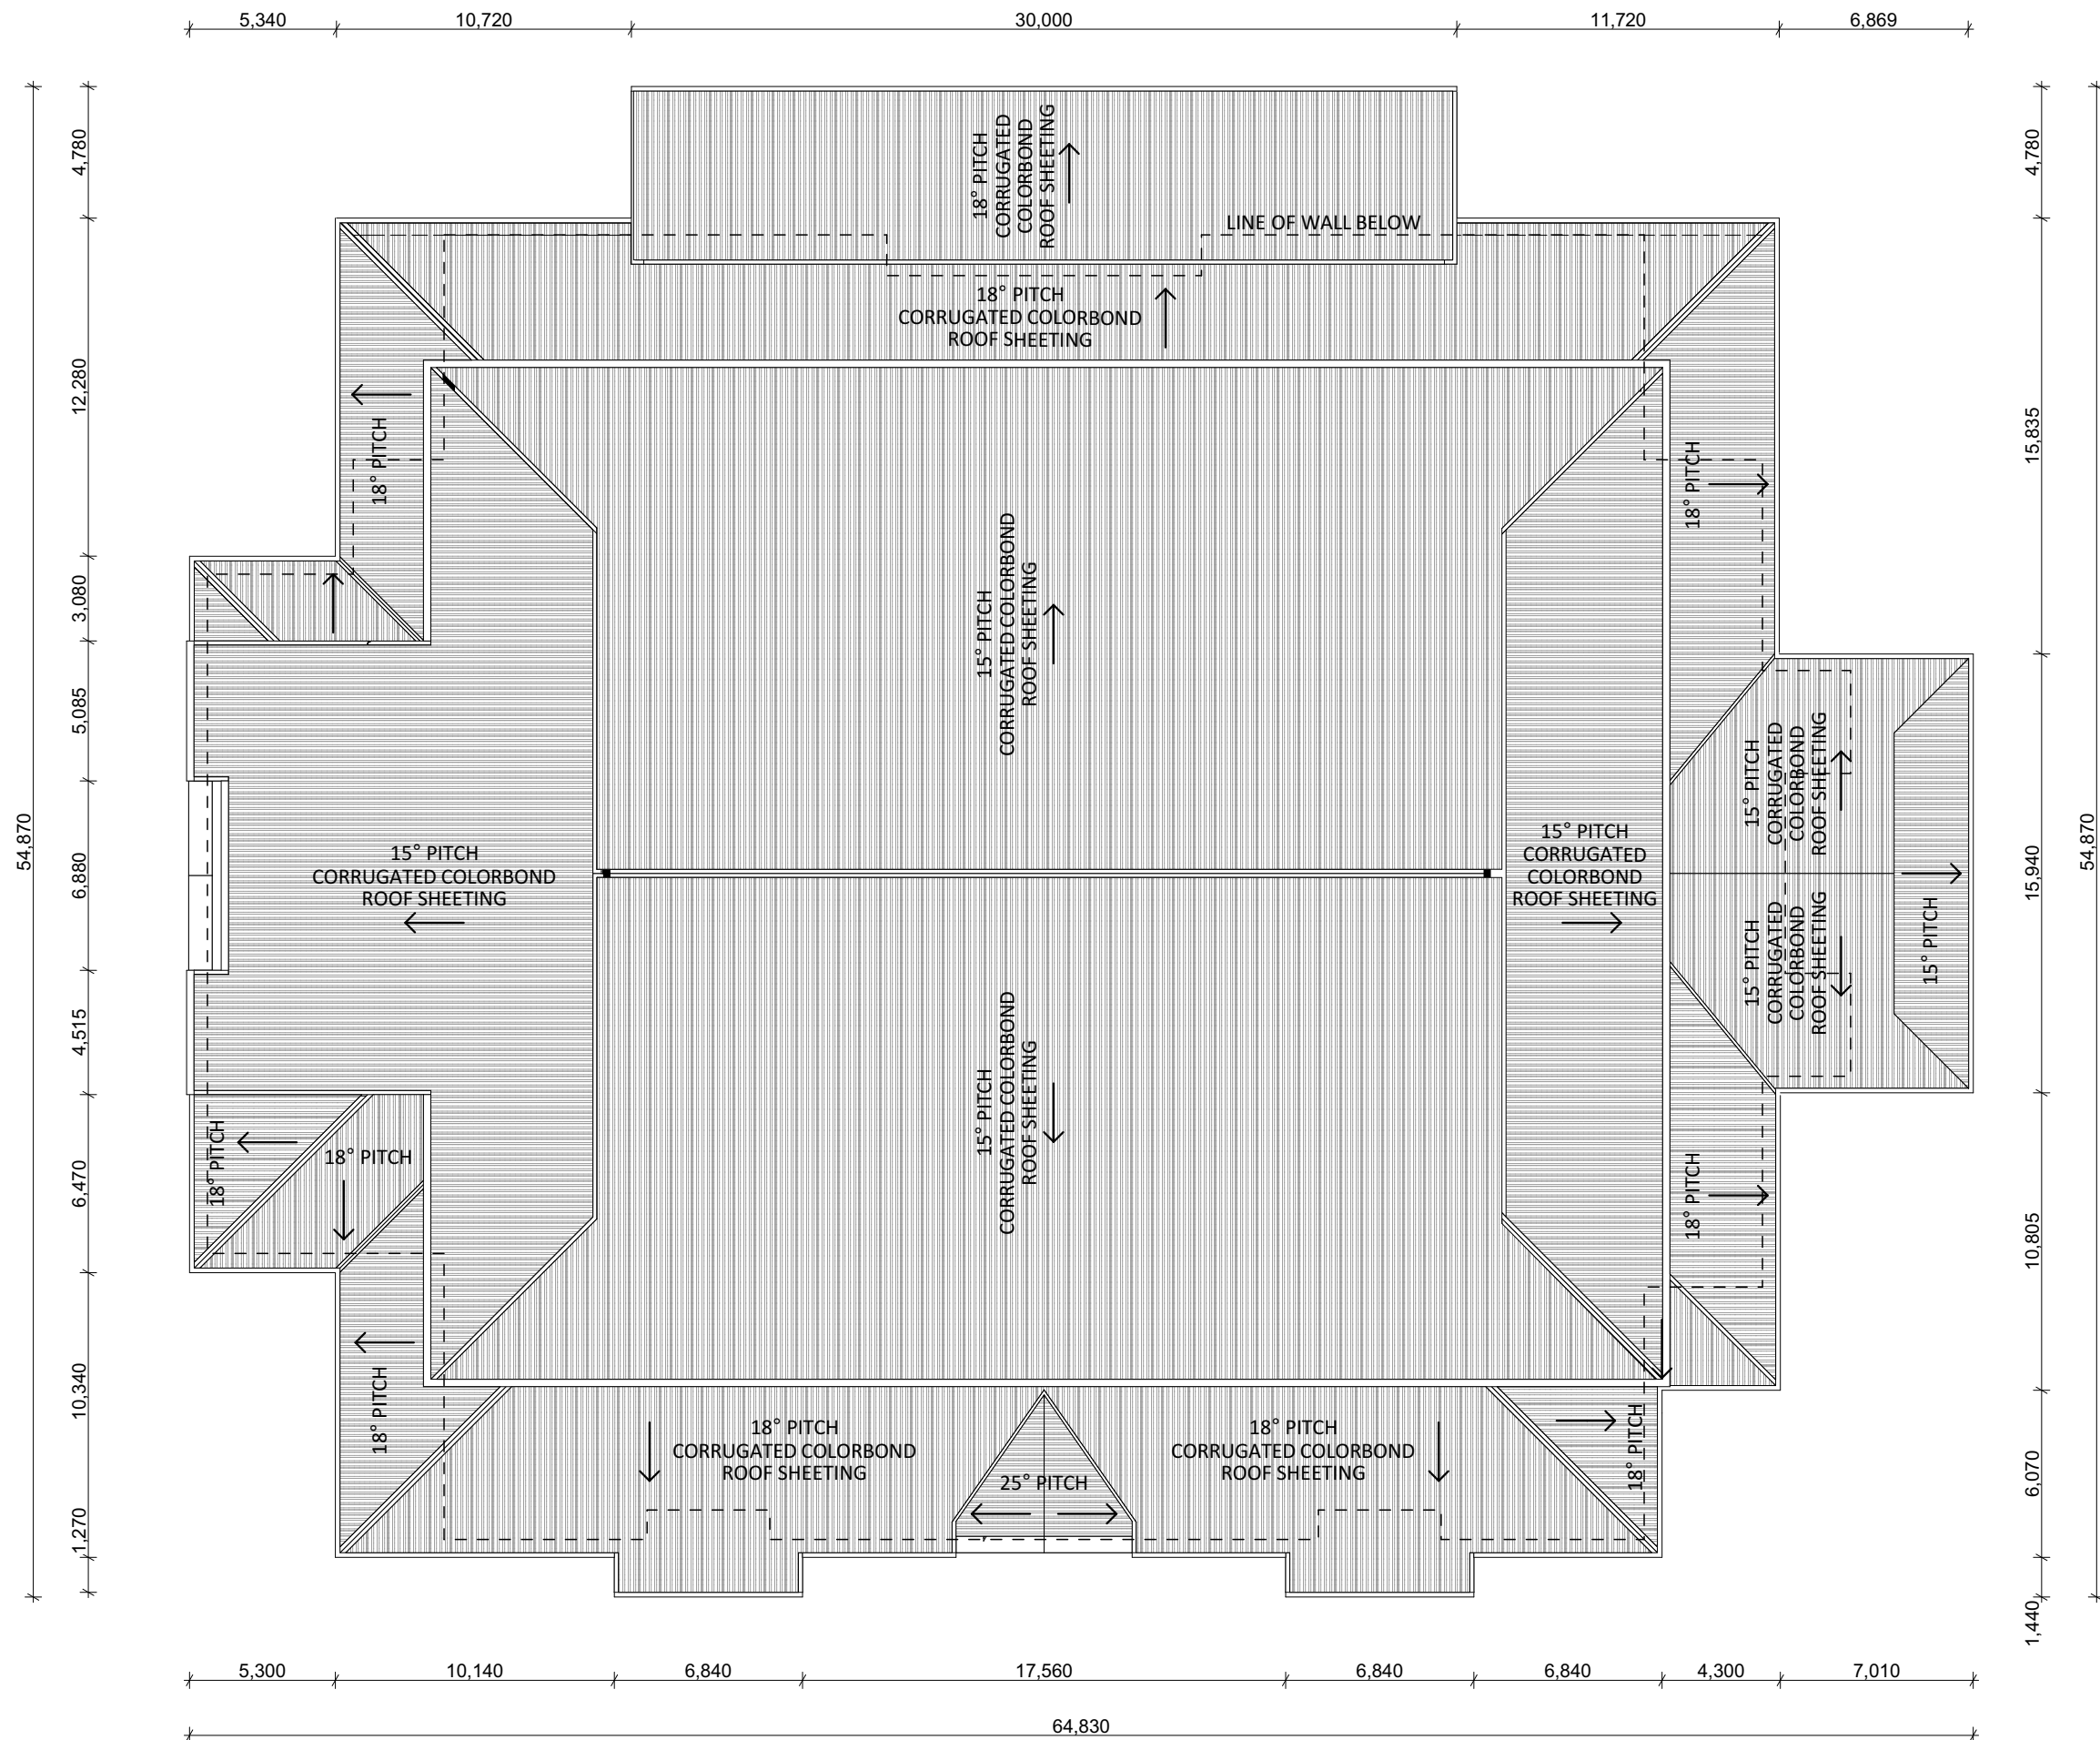 5,340
10,720
30,000
11,720
6,869
54,870
4,780
12,280
3,080
5,085
6,880
4,515
6,470
10,340
1,270
18° PITCH
CORRUGATED
COLORBOND
ROOF SHEETING
LINE OF WALL BELOW
18° PITCH
CORRUGATED COLORBOND
ROOF SHEETING
18° PITCH
18° PITCH
15° PITCH
CORRUGATED COLORBOND
ROOF SHEETING
15° PITCH
CORRUGATED COLORBOND
ROOF SHEETING
15° PITCH
CORRUGATED
COLORBOND
ROOF SHEETING
15° PITCH
CORRUGATED
COLORBOND
ROOF SHEETING
15° PITCH
CORRUGATED
COLORBOND
ROOF SHEETING
15° PITCH
15° PITCH
CORRUGATED COLORBOND
ROOF SHEETING
18° PITCH
18° PITCH
18° PITCH
18° PITCH
18° PITCH
CORRUGATED COLORBOND
ROOF SHEETING
25° PITCH
18° PITCH
CORRUGATED COLORBOND
ROOF SHEETING
18° PITCH
4,780
15,835
15,940
10,805
6,070
1,440
54,870
5,300
10,140
6,840
17,560
6,840
6,840
4,300
7,010
64,830